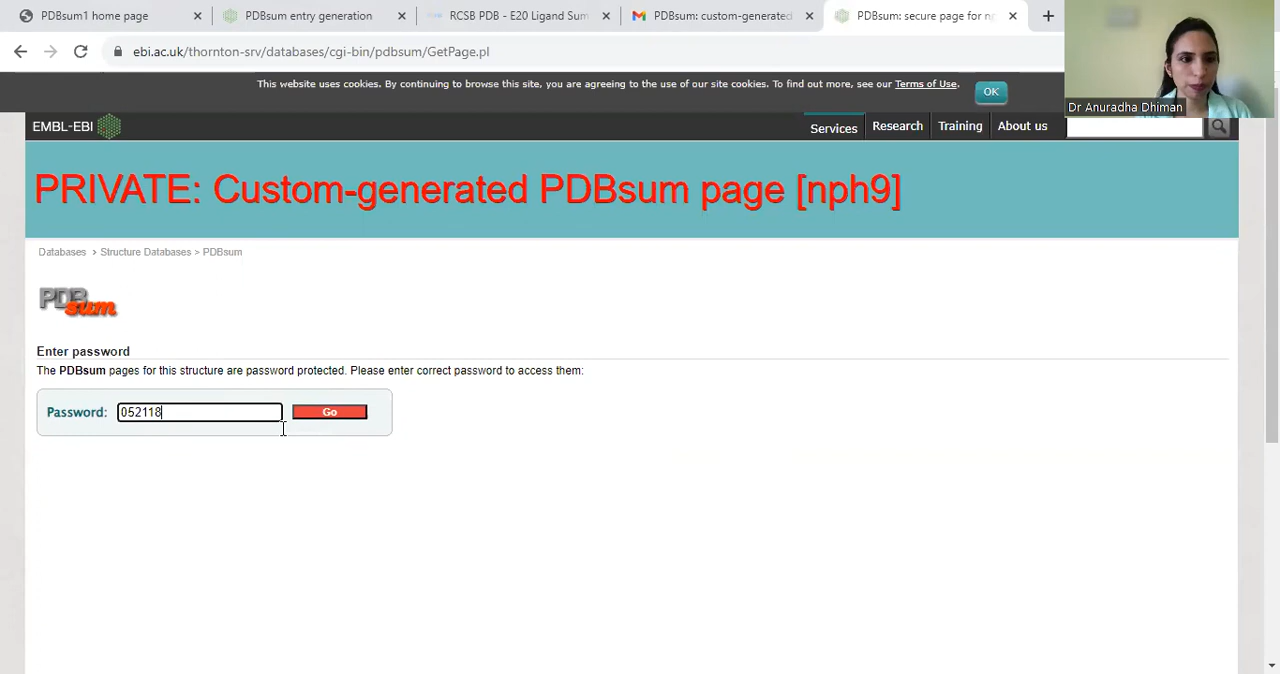 PDBsum1 home page
PDBsum entry generation
RCSB PDB - E20 Ligand Sum
PDBsum: custom-generated
PDBsum: secure page for n
ebi.ac.uk/thornton-srv/databases/cgi-bin/pdbsum/GetPage.pl
Dr Anuradha Dhiman
This website uses cookies. By continuing to browse this site, you are agreeing to the use of our site cookies. To find out more, see our Terms of Use.
OK
EMBL-EBI
Services
Research
Training
About us
PRIVATE: Custom-generated PDBsum page [nph9]
Databases > Structure Databases > PDBsum
PDBsum
Enter password
The PDBsum pages for this structure are password protected. Please enter correct password to access them:
Password: 052118 Go